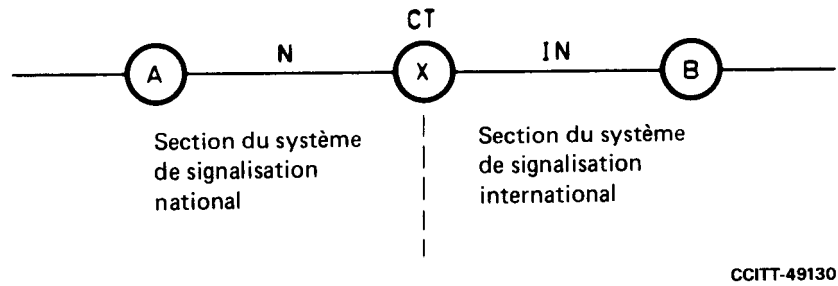 CT
N
IN
A
X
B
Section du système
de signalisation
national
Section du système
de signalisation
international
CCITT-49130